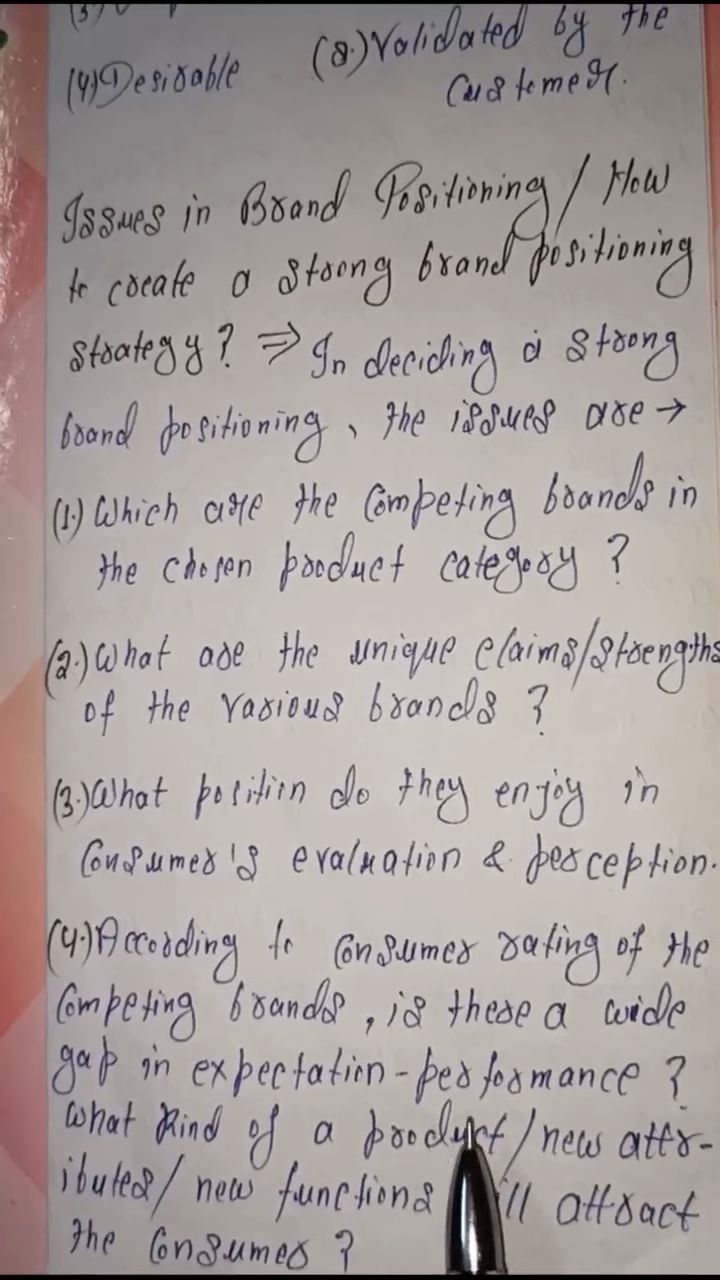 (8.) Validated by the
(4) Desirable
Customer.
Issues in Brand Positioning / How
to create a strong brand positioning
strategy? ⇒ In deciding a strong
brand positioning, the issues are →
(1.) Which are the Competing brands in
the chosen product category ?
(2.) What are the unique claims/strengths
of the various brands ?
(3.) What position do they enjoy in
Consumer's evaluation & perception.
(4.) According to Consumer rating of the
Competing brands, is there a wide
gap in expectation-performance ?
What kind of a product/new attr-
ibutes/ new functions will attract
the Consumer ?